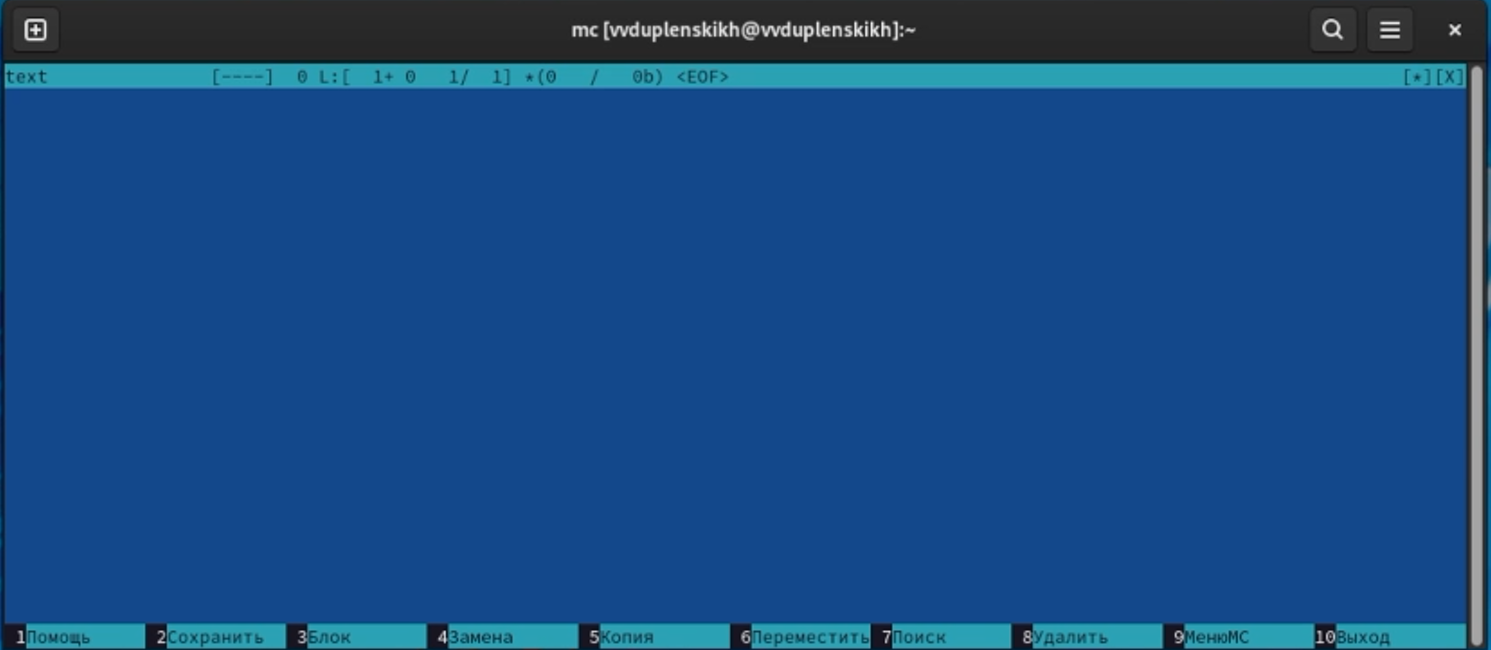 mc [vvduplenskikh@vvduplenskikh]:~
text [----] 0 L:[ 1+ 0 1/ 1] *(0 / 0b) <EOF> [*][X]
1Помощь 2Сохранить 3Блок 4Замена 5Копия 6Переместить 7Поиск 8Удалить 9МенюMC 10Выход